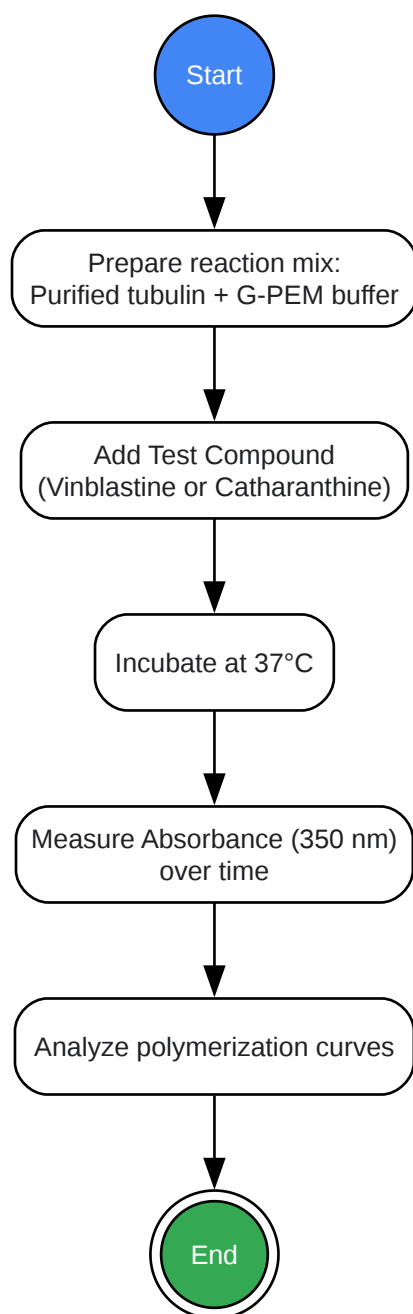 Start
Prepare reaction mix:
Purified tubulin + G-PEM buffer
Add Test Compound
(Vinblastine or Catharanthine)
Incubate at 37°C
Measure Absorbance (350 nm)
over time
Analyze polymerization curves
End